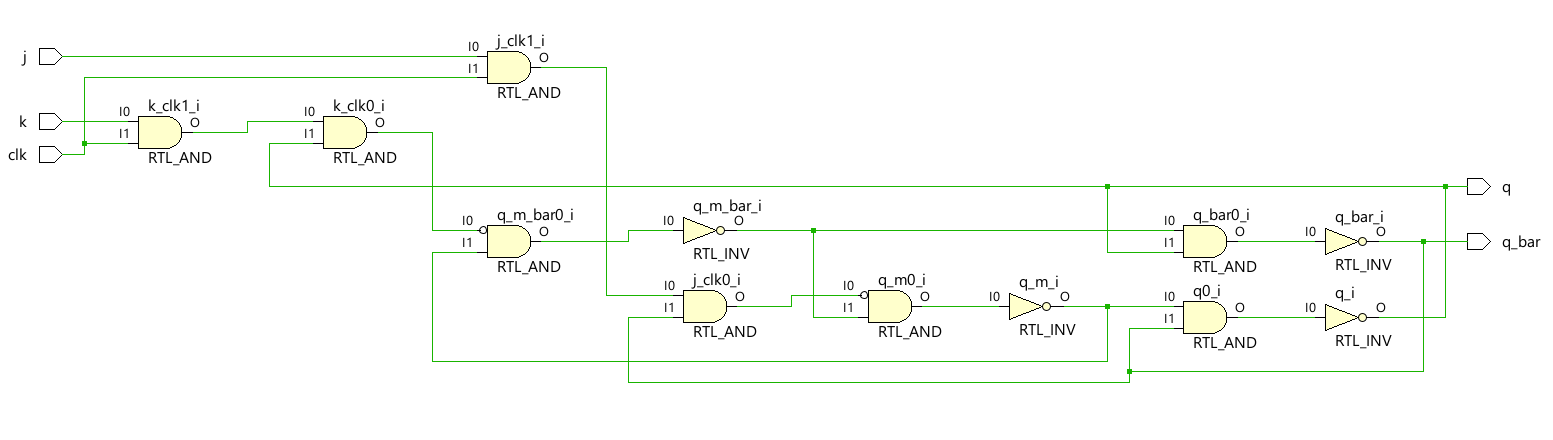 j_clk1_i
j
I0
O
I1
RTL_AND
k_clk1_i
k_clk0_i
k
I0
O
I0
O
I1
I1
clk
RTL_AND
RTL_AND
q
q_m_bar0_i
q_m_bar_i
q_bar0_i
q_bar_i
I0
O
I0
O
I0
O
I0
O
q_bar
I1
RTL_AND
RTL_INV
I1
RTL_AND
RTL_INV
j_clk0_i
q_m0_i
q_m_i
q0_i
q_i
I0
O
I0
O
I0
O
I0
O
I0
O
I1
I1
I1
RTL_AND
RTL_AND
RTL_INV
RTL_AND
RTL_INV